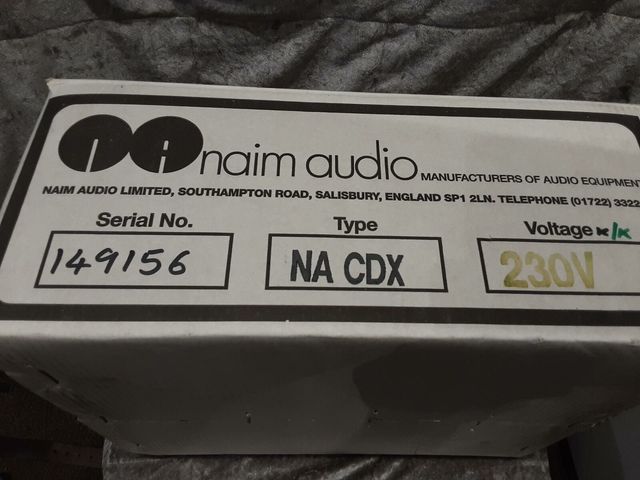 na naim audio MANUFACTURERS OF AUDIO EQUIPMENT
NAIM AUDIO LIMITED, SOUTHAMPTON ROAD, SALISBURY, ENGLAND SP1 2LN. TELEPHONE (01722) 3322
Serial No. Type Voltage
149156 NA CDX 230V